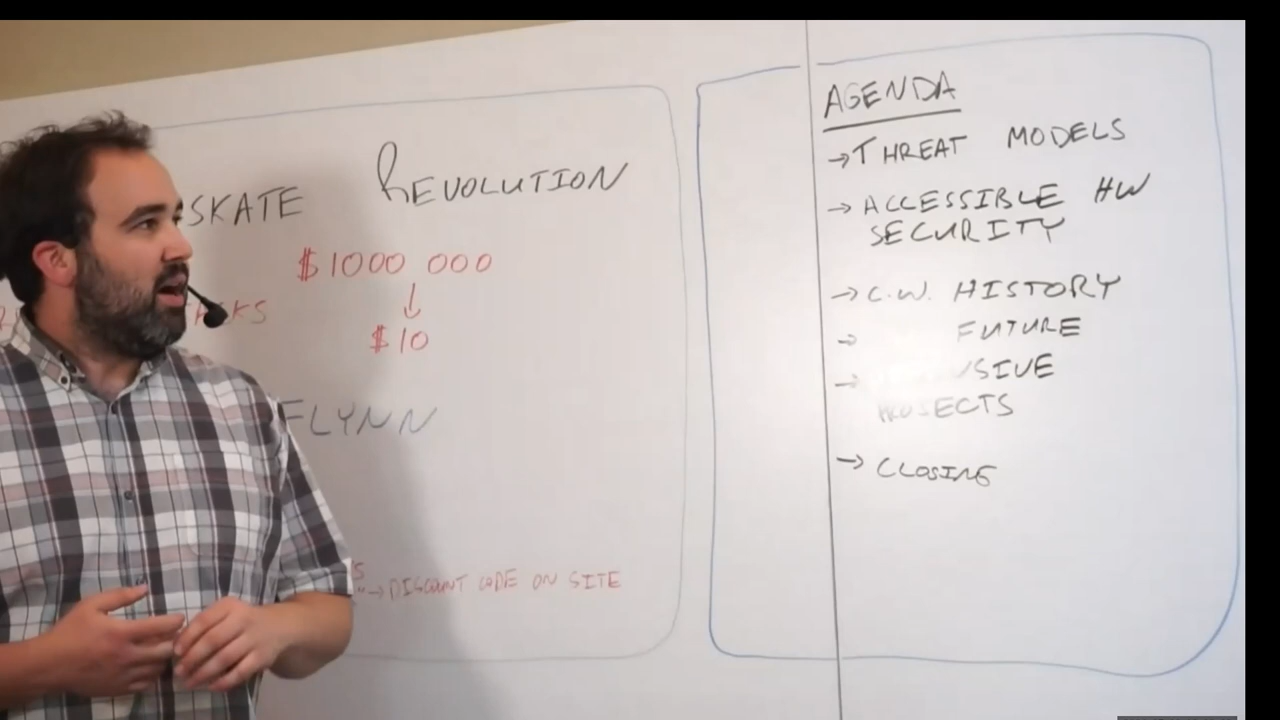 SKATE REVOLUTION
$1000 000
↓
$10
FLYNN
→ DISCOUNT CODE ON SITE
AGENDA
→ THREAT MODELS
→ ACCESSIBLE HW
SECURITY
→ C.W. HISTORY
→ FUTURE
→
→ CLOSING